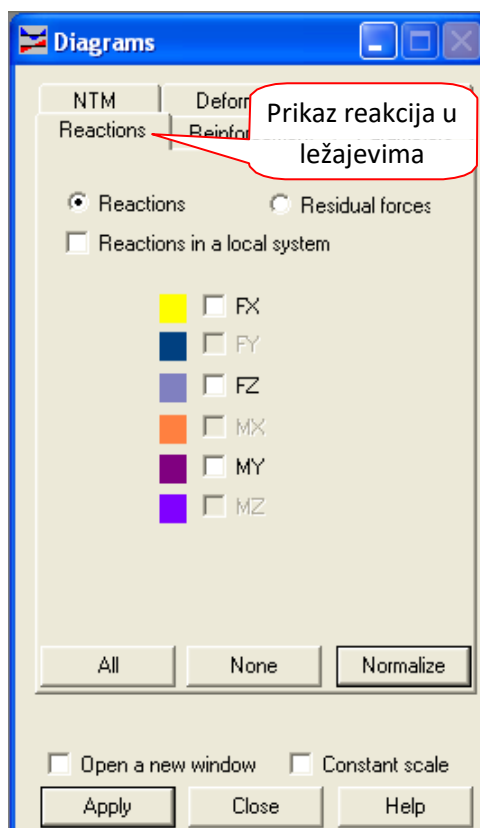 Diagrams
NTM Deform
Reactions Reinfor
Prikaz reakcija u
ležajevima
Reactions Residual forces
Reactions in a local system
FX
FY
FZ
MX
MY
MZ
All None Normalize
Open a new window Constant scale
Apply Close Help